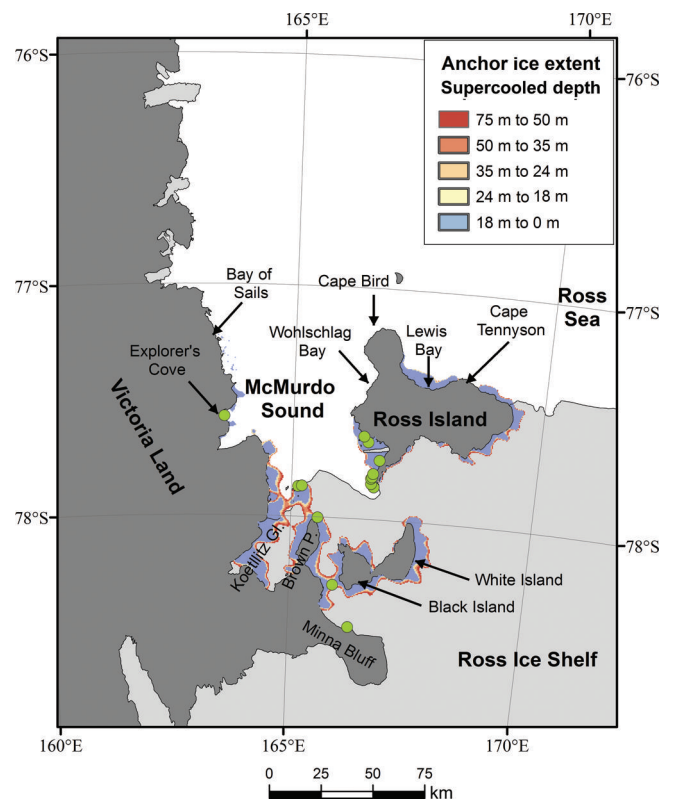 165°E
170°E
76°S
76°S
Anchor ice extent
Supercooled depth
75 m to 50 m
50 m to 35 m
35 m to 24 m
24 m to 18 m
18 m to 0 m
77°S
77°S
Bay of
Sails
Cape Bird
Ross
Sea
Cape
Tennyson
Wohlschlag
Bay
Lewis
Bay
Explorer's
Cove
McMurdo
Sound
Victoria Land
Ross Island
78°S
78°S
Koettlitz Gl.
Brown P.
White Island
Black Island
Minna Bluff
Ross Ice Shelf
160°E
165°E
170°E
0 25 50 75
km